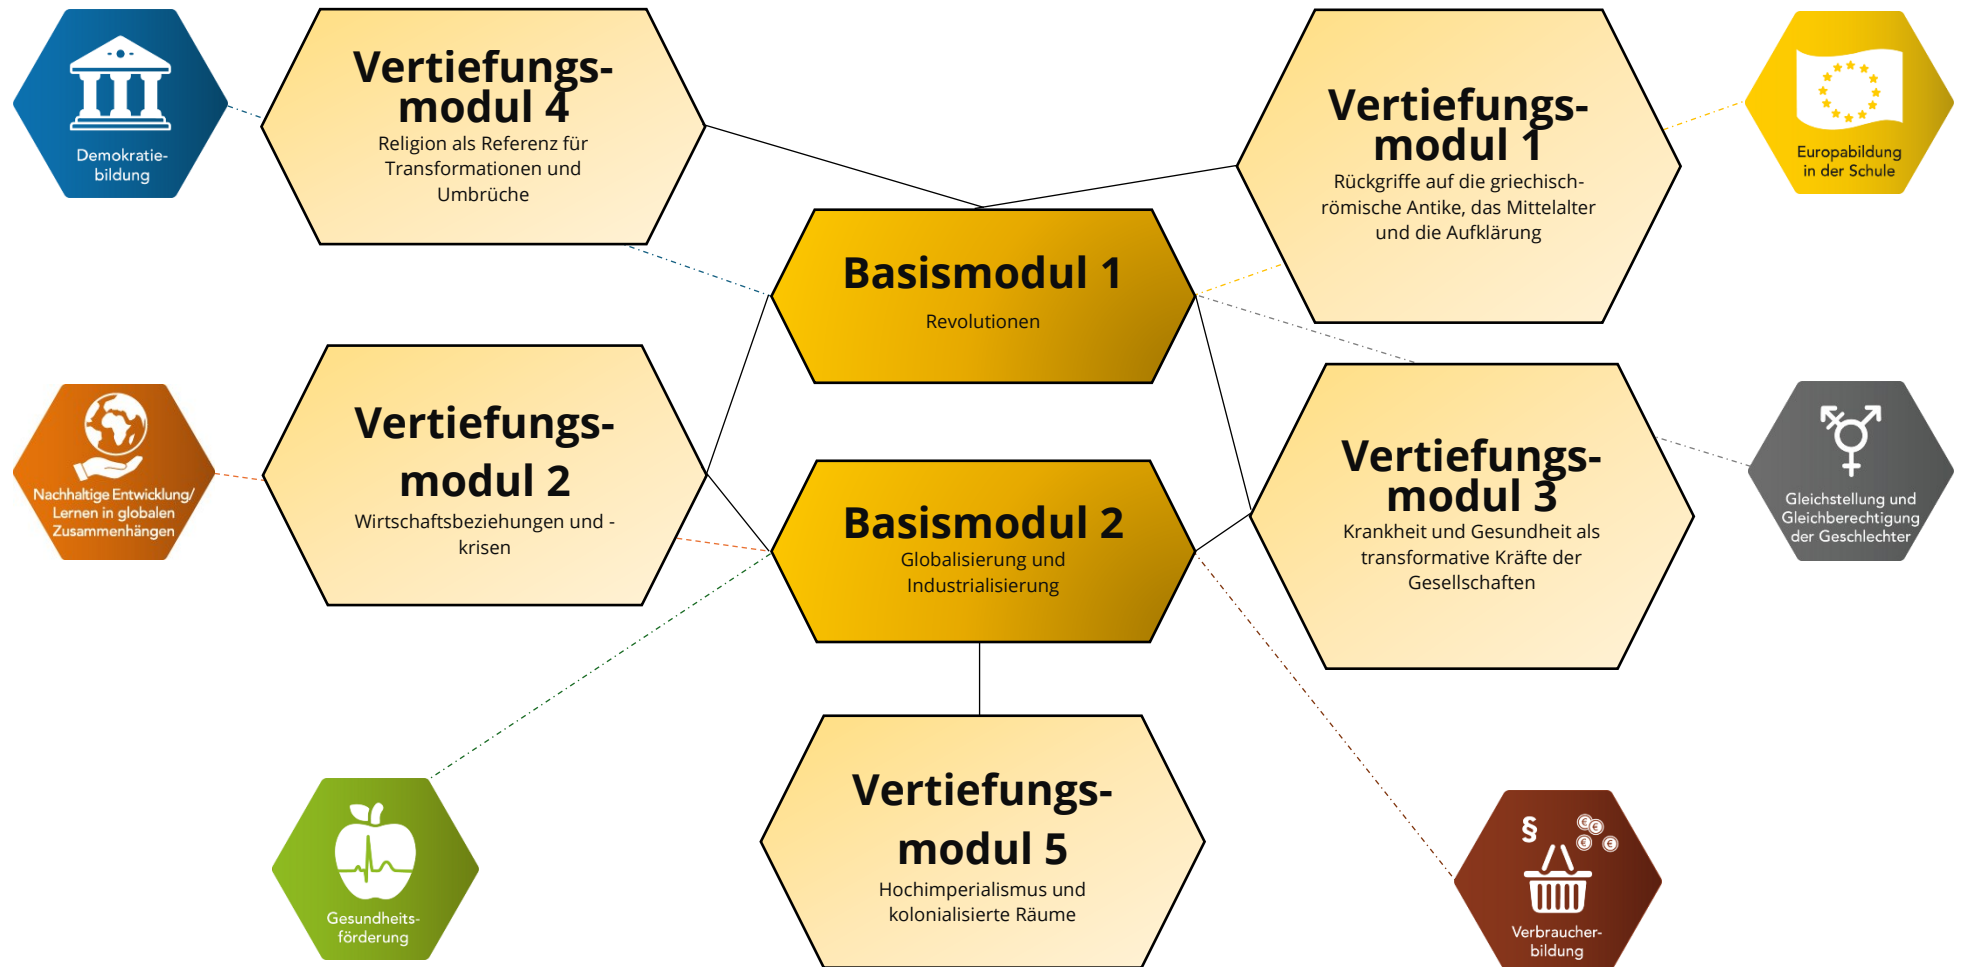 Demokratie-
bildung
Vertiefungs-
modul 4
Religion als Referenz für
Transformationen und
Umbrüche
Vertiefungs-
modul 1
Rückgriffe auf die griechisch-
römische Antike, das Mittelalter
und die Aufklärung
Europabildung
in der Schule
Basismodul 1
Revolutionen
Nachhaltige Entwicklung/
Lernen in globalen
Zusammenhängen
Vertiefungs-
modul 2
Wirtschaftsbeziehungen und -
krisen
Basismodul 2
Globalisierung und
Industrialisierung
Vertiefungs-
modul 3
Krankheit und Gesundheit als
transformative Kräfte der
Gesellschaften
Gleichstellung und
Gleichberechtigung
der Geschlechter
Gesundheits-
förderung
Vertiefungs-
modul 5
Hochimperialismus und
kolonialisierte Räume
§
Verbraucher-
bildung